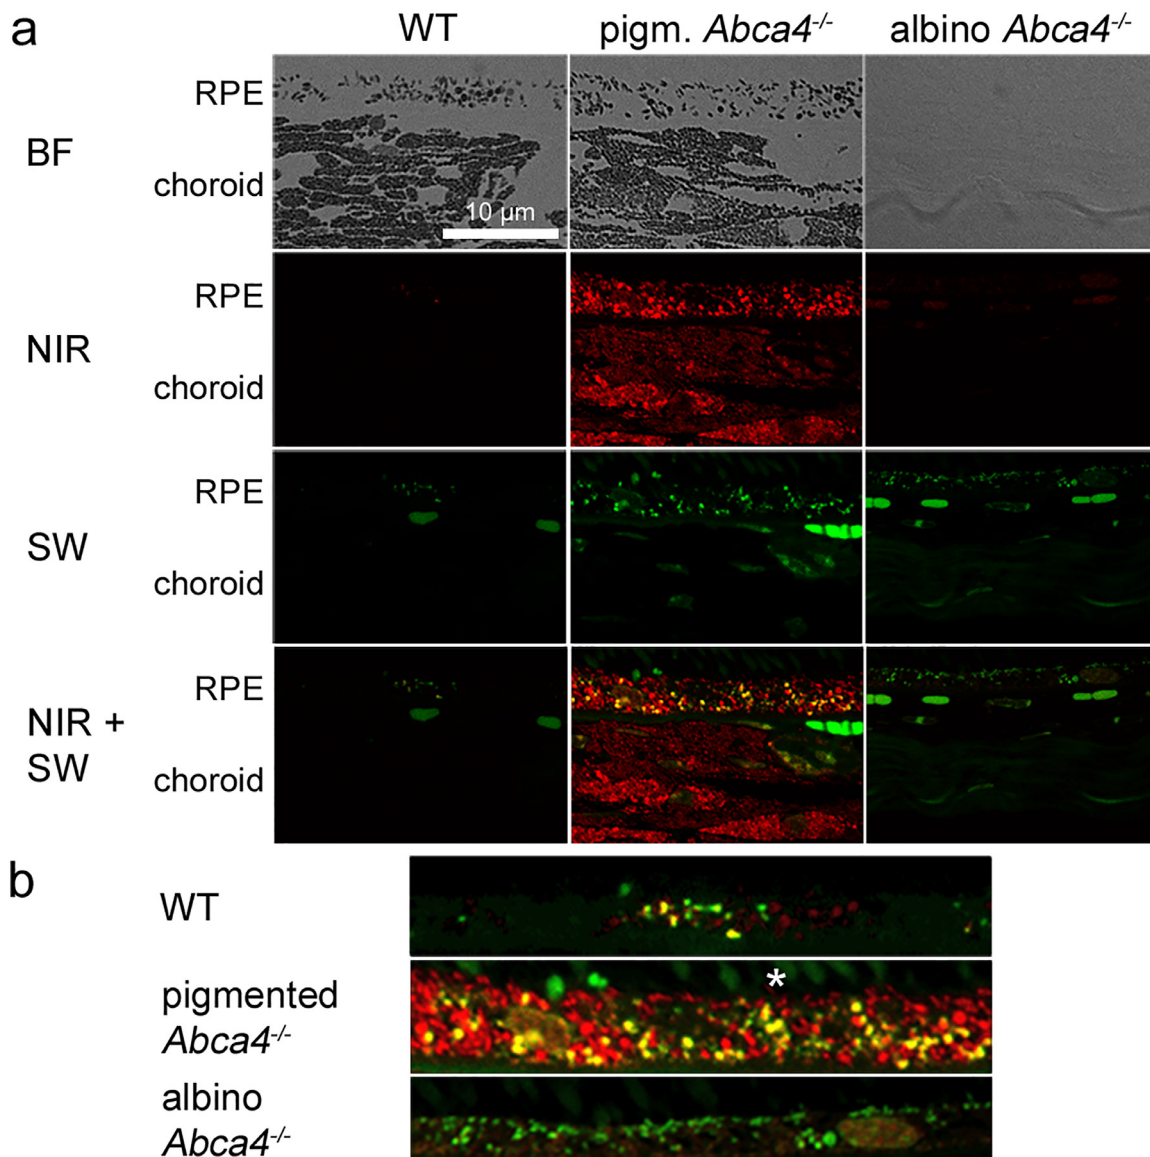 a
WT
pigm. Abca4-/-
albino Abca4-/-
BF
RPE
choroid
10 µm
NIR
RPE
choroid
SW
RPE
choroid
NIR +
SW
RPE
choroid
b
WT
pigmented
Abca4-/-
*
albino
Abca4-/-